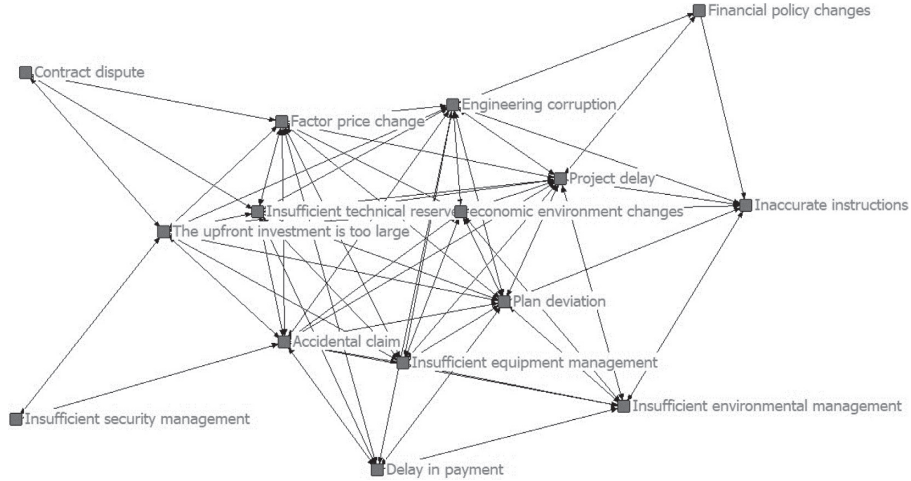 Financial policy changes
Contract dispute
Engineering corruption
Factor price change
Project delay
Inaccurate instructions
Insufficient technical reserve
economic environment changes
The upfront investment is too large
Plan deviation
Accidental claim
Insufficient equipment management
Insufficient environmental management
Insufficient security management
Delay in payment